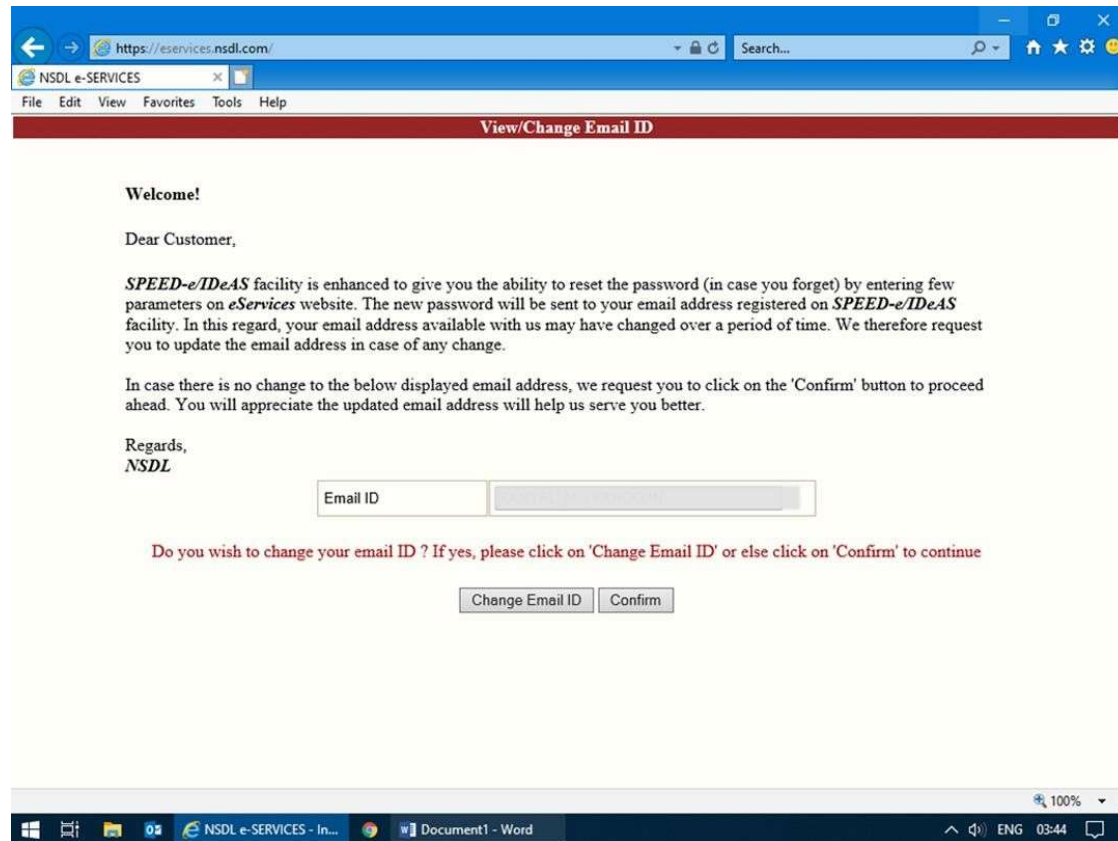 https://eservices.nsdl.com/
Search...
NSDL e-SERVICES
File Edit View Favorites Tools Help
View/Change Email ID
Welcome!
Dear Customer,
SPEED-e/IDeAS facility is enhanced to give you the ability to reset the password (in case you forget) by entering few
parameters on eServices website. The new password will be sent to your email address registered on SPEED-e/IDeAS
facility. In this regard, your email address available with us may have changed over a period of time. We therefore request
you to update the email address in case of any change.
In case there is no change to the below displayed email address, we request you to click on the 'Confirm' button to proceed
ahead. You will appreciate the updated email address will help us serve you better.
Regards,
NSDL
Email ID
Do you wish to change your email ID ? If yes, please click on 'Change Email ID' or else click on 'Confirm' to continue
Change Email ID Confirm
100%
NSDL e-SERVICES - In... Document1 - Word ENG 03:44